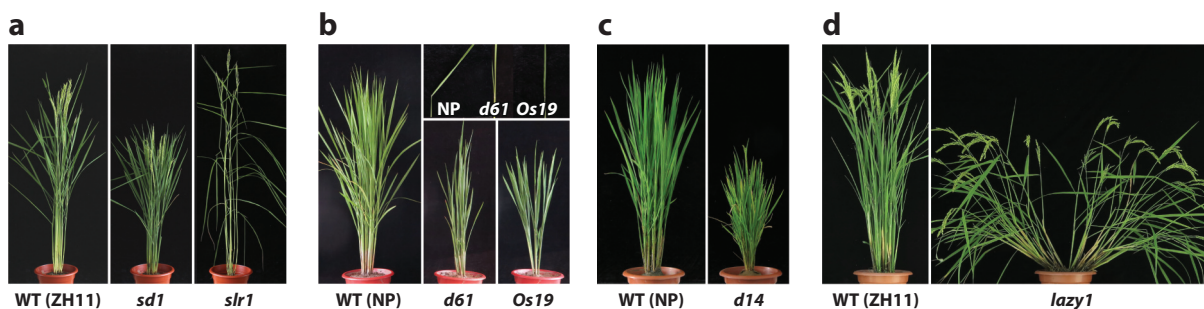 a
b
c
d
NP d61 Os19
WT (ZH11) sd1 slr1
WT (NP) d61 Os19
WT (NP) d14
WT (ZH11) lazy1